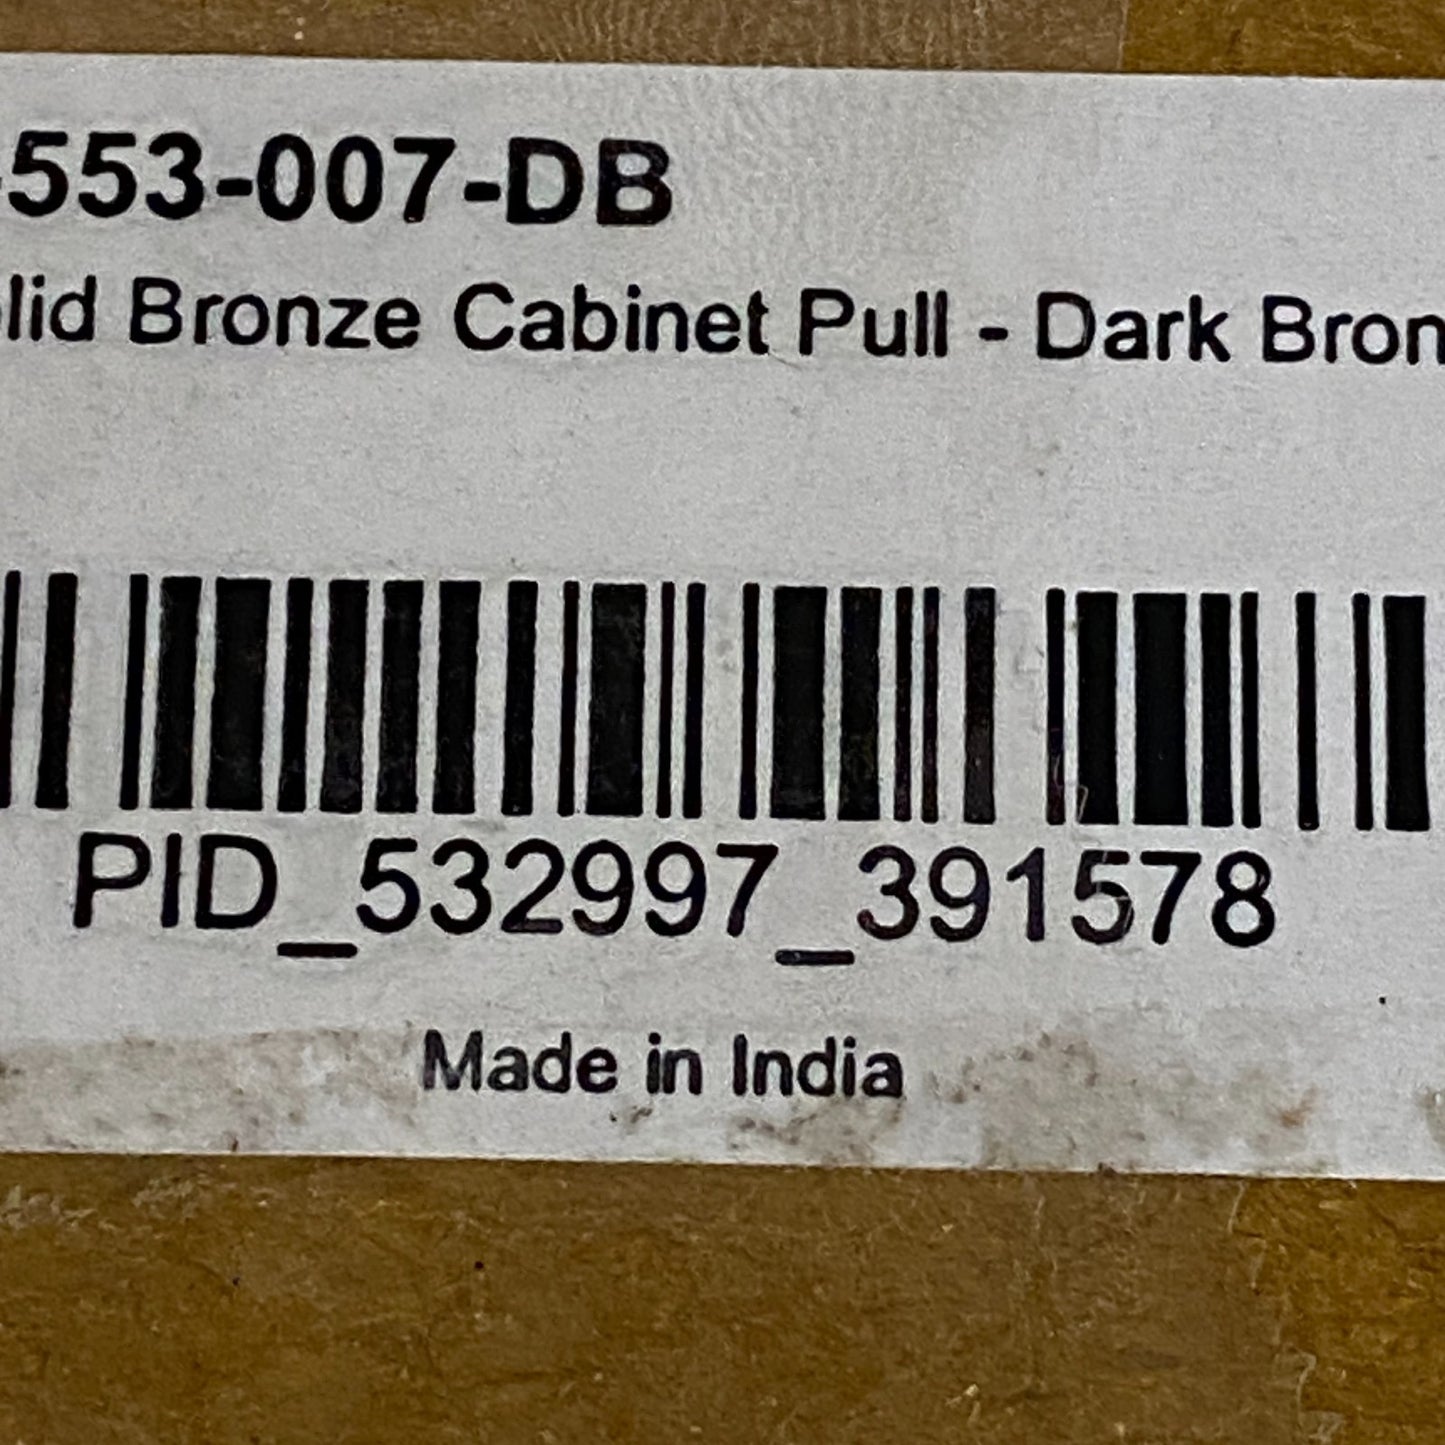 -553-007-DB
lid Bronze Cabinet Pull - Dark Bron
PID_532997_391578
Made in India